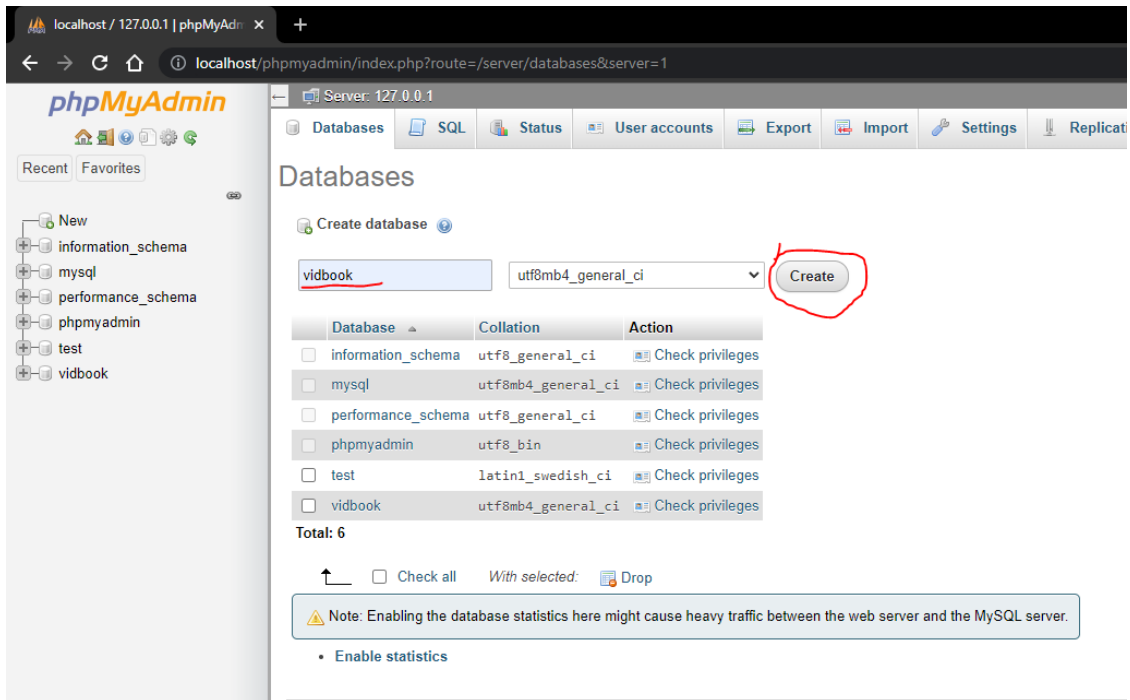 localhost / 127.0.0.1 | phpMyAdm
localhost/phpmyadmin/index.php?route=/server/databases&server=1
phpMyAdmin
Recent Favorites
New
information_schema
mysql
performance_schema
phpmyadmin
test
vidbook
Server: 127.0.0.1
Databases SQL Status User accounts Export Import Settings Replicati
Databases
Create database
vidbook utf8mb4_general_ci Create
Database Collation Action
information_schema utf8_general_ci Check privileges
mysql utf8mb4_general_ci Check privileges
performance_schema utf8_general_ci Check privileges
phpmyadmin utf8_bin Check privileges
test latin1_swedish_ci Check privileges
vidbook utf8mb4_general_ci Check privileges
Total: 6
Check all With selected: Drop
Note: Enabling the database statistics here might cause heavy traffic between the web server and the MySQL server.
• Enable statistics